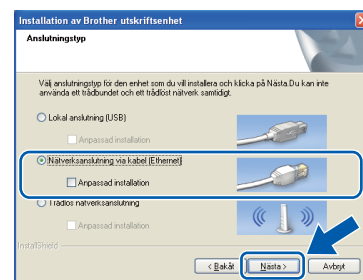 Installation av Brother utskriftsenhet
Anslutningstyp
Välj anslutningstyp för den enhet som du vill installera och klicka på Nästa.Du kan inte
använda ett trådbundet och ett trådlöst nätverk samtidigt.
Lokal anslutning (USB)
Anpassad installation
Nätverksanslutning via kabel (Ethernet)
Anpassad installation
Trådlös nätverksanslutning
Anpassad installation
InstallShield
< Bakåt Nästa > Avbryt